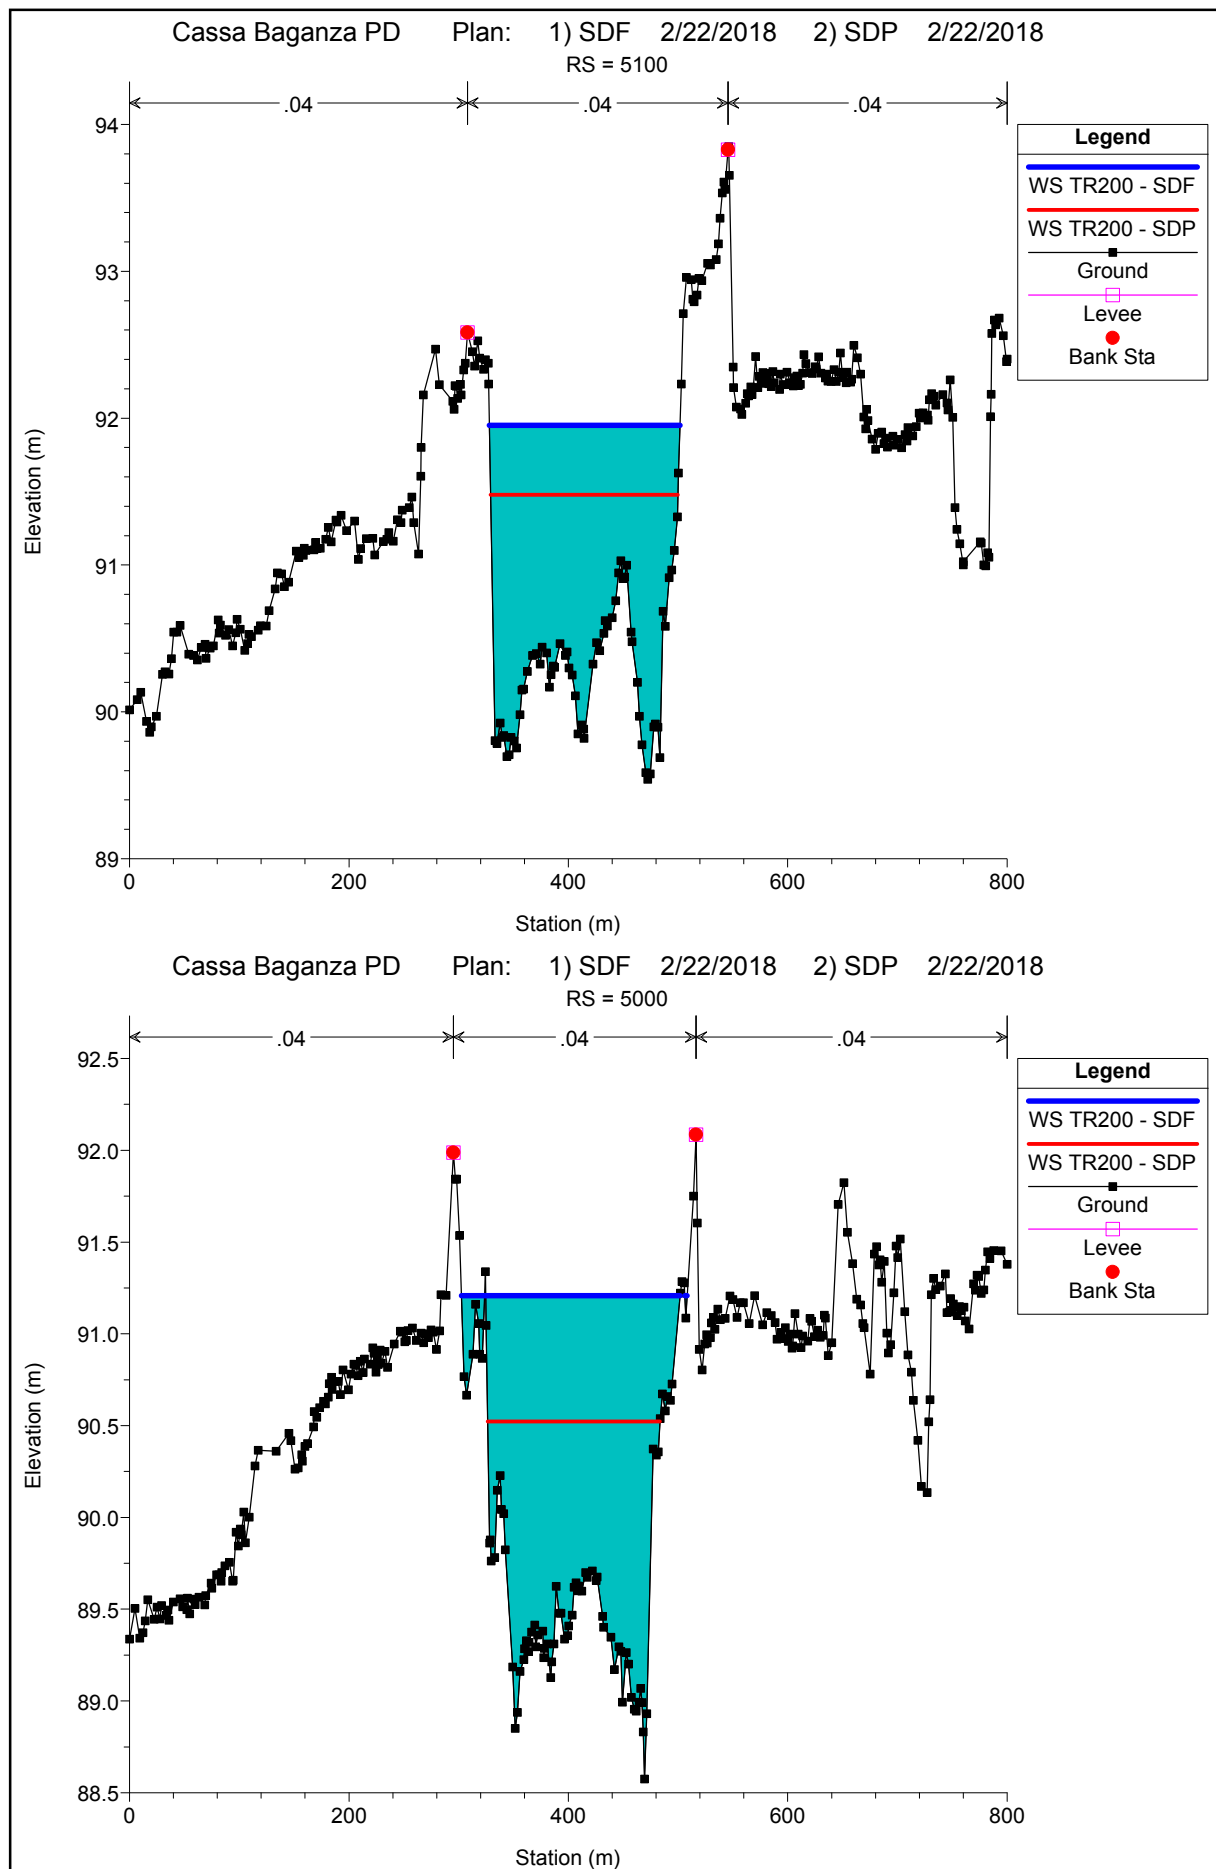 Cassa Baganza PD Plan: 1) SDF 2/22/2018 2) SDP 2/22/2018
RS = 5100
.04 .04 .04
94
93
92
91
90
89
Elevation (m)
0 200 400 600 800
Station (m)
Legend
WS TR200 - SDF
WS TR200 - SDP
Ground
Levee
Bank Sta
Cassa Baganza PD Plan: 1) SDF 2/22/2018 2) SDP 2/22/2018
RS = 5000
.04 .04 .04
92.5
92.0
91.5
91.0
90.5
90.0
89.5
89.0
88.5
Elevation (m)
0 200 400 600 800
Station (m)
Legend
WS TR200 - SDF
WS TR200 - SDP
Ground
Levee
Bank Sta